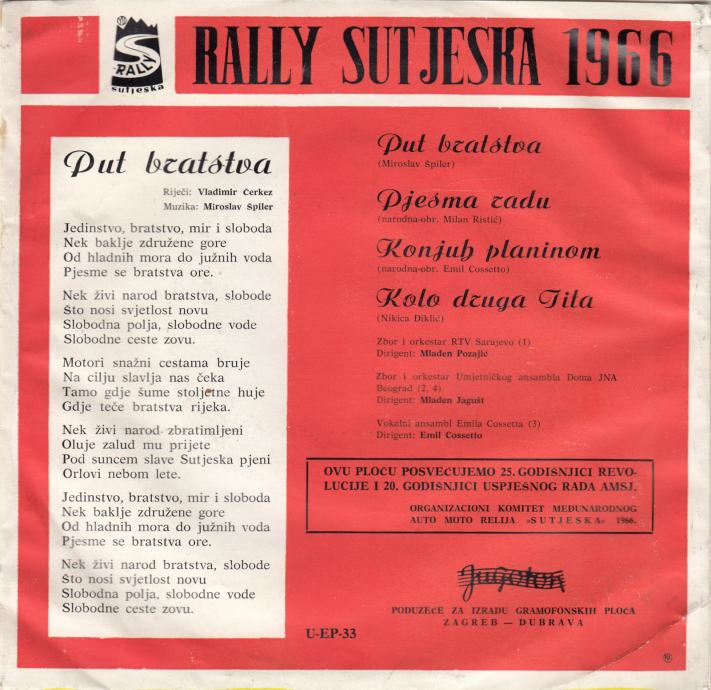 RALLY
sutjeska
RALLY SUTJESKA 1966
Put bratstva
Riječi: Vladimir Čerkez
Muzika: Miroslav Špiler
Jedinstvo, bratstvo, mir i sloboda
Nek baklje združene gore
Od hladnih mora do južnih voda
Pjesme se bratstva ore.
Nek živi narod bratstva, slobode
Što nosi svjetlost novu
Slobodna polja, slobodne vode
Slobodne ceste zovu.
Motori snažni cestama bruje
Na cilju slavlja nas čeka
Tamo gdje šume stoljetne huje
Gdje teče bratstva rijeka.
Nek živi narod zbratimljeni
Oluje zalud mu prijete
Pod suncem slave Sutjeska pjeni
Orlovi nebom lete.
Jedinstvo, bratstvo, mir i sloboda
Nek baklje združene gore
Od hladnih mora do južnih voda
Pjesme se bratstva ore.
Nek živi narod bratstva, slobode
Što nosi svjetlost novu
Slobodna polja, slobodne vode
Slobodne ceste zovu.
Put bratstva
(Miroslav Špiler)
Pjesma radu
(narodna-obr. Milan Ristić)
Konjuh planinom
(narodna-obr. Emil Cossetto)
Kolo druga Tita
(Nikica Diklić)
Zbor i orkestar RTV Sarajevo (1)
Dirigent: Mladen Pozajić
Zbor i orkestar Umjetničkog ansambla Doma JNA
Beograd (2, 4)
Dirigent: Mladen Jagušt
Vokalni ansambl Emila Cossetta (3)
Dirigent: Emil Cossetto
OVU PLOČU POSVEĆUJEMO 25. GODIŠNJICI REVO-
LUCIJE I 20. GODIŠNJICI USPJEŠNOG RADA AMSJ.
ORGANIZACIONI KOMITET MEĐUNARODNOG
AUTO MOTO RELIJA »SUTJESKA« 1966.
Jugoton
PODUZEĆE ZA IZRADU GRAMOFONSKIH PLOČA
ZAGREB — DUBRAVA
U-EP-33